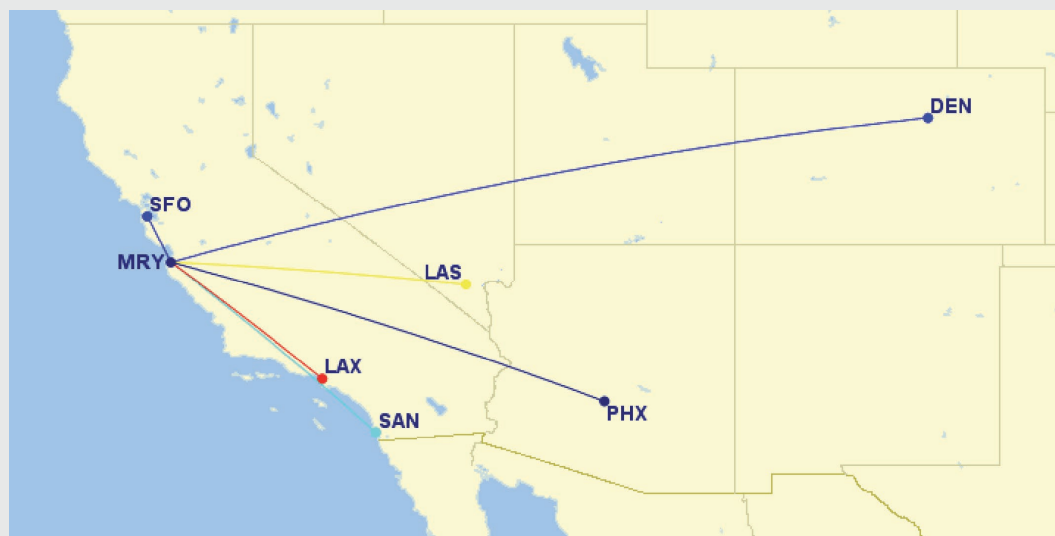 DEN
SFO
MRY
LAS
LAX
PHX
SAN